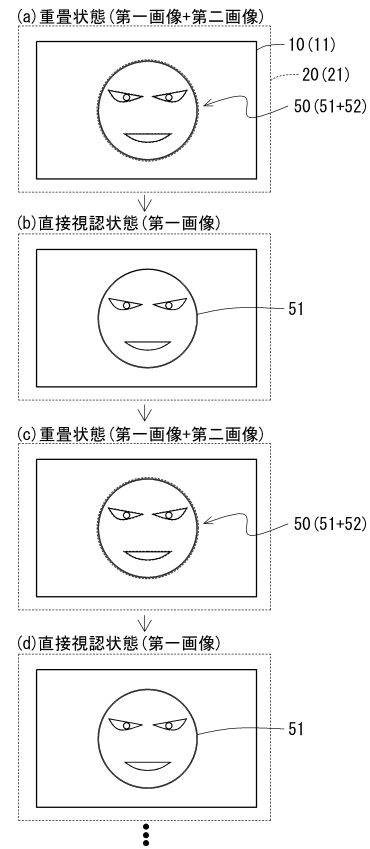 (a)重畳状態(第一画像+第二画像)
10(11)
20(21)
50(51+52)
(b)直接視認状態(第一画像)
51
(c)重畳状態(第一画像+第二画像)
50(51+52)
(d)直接視認状態(第一画像)
51